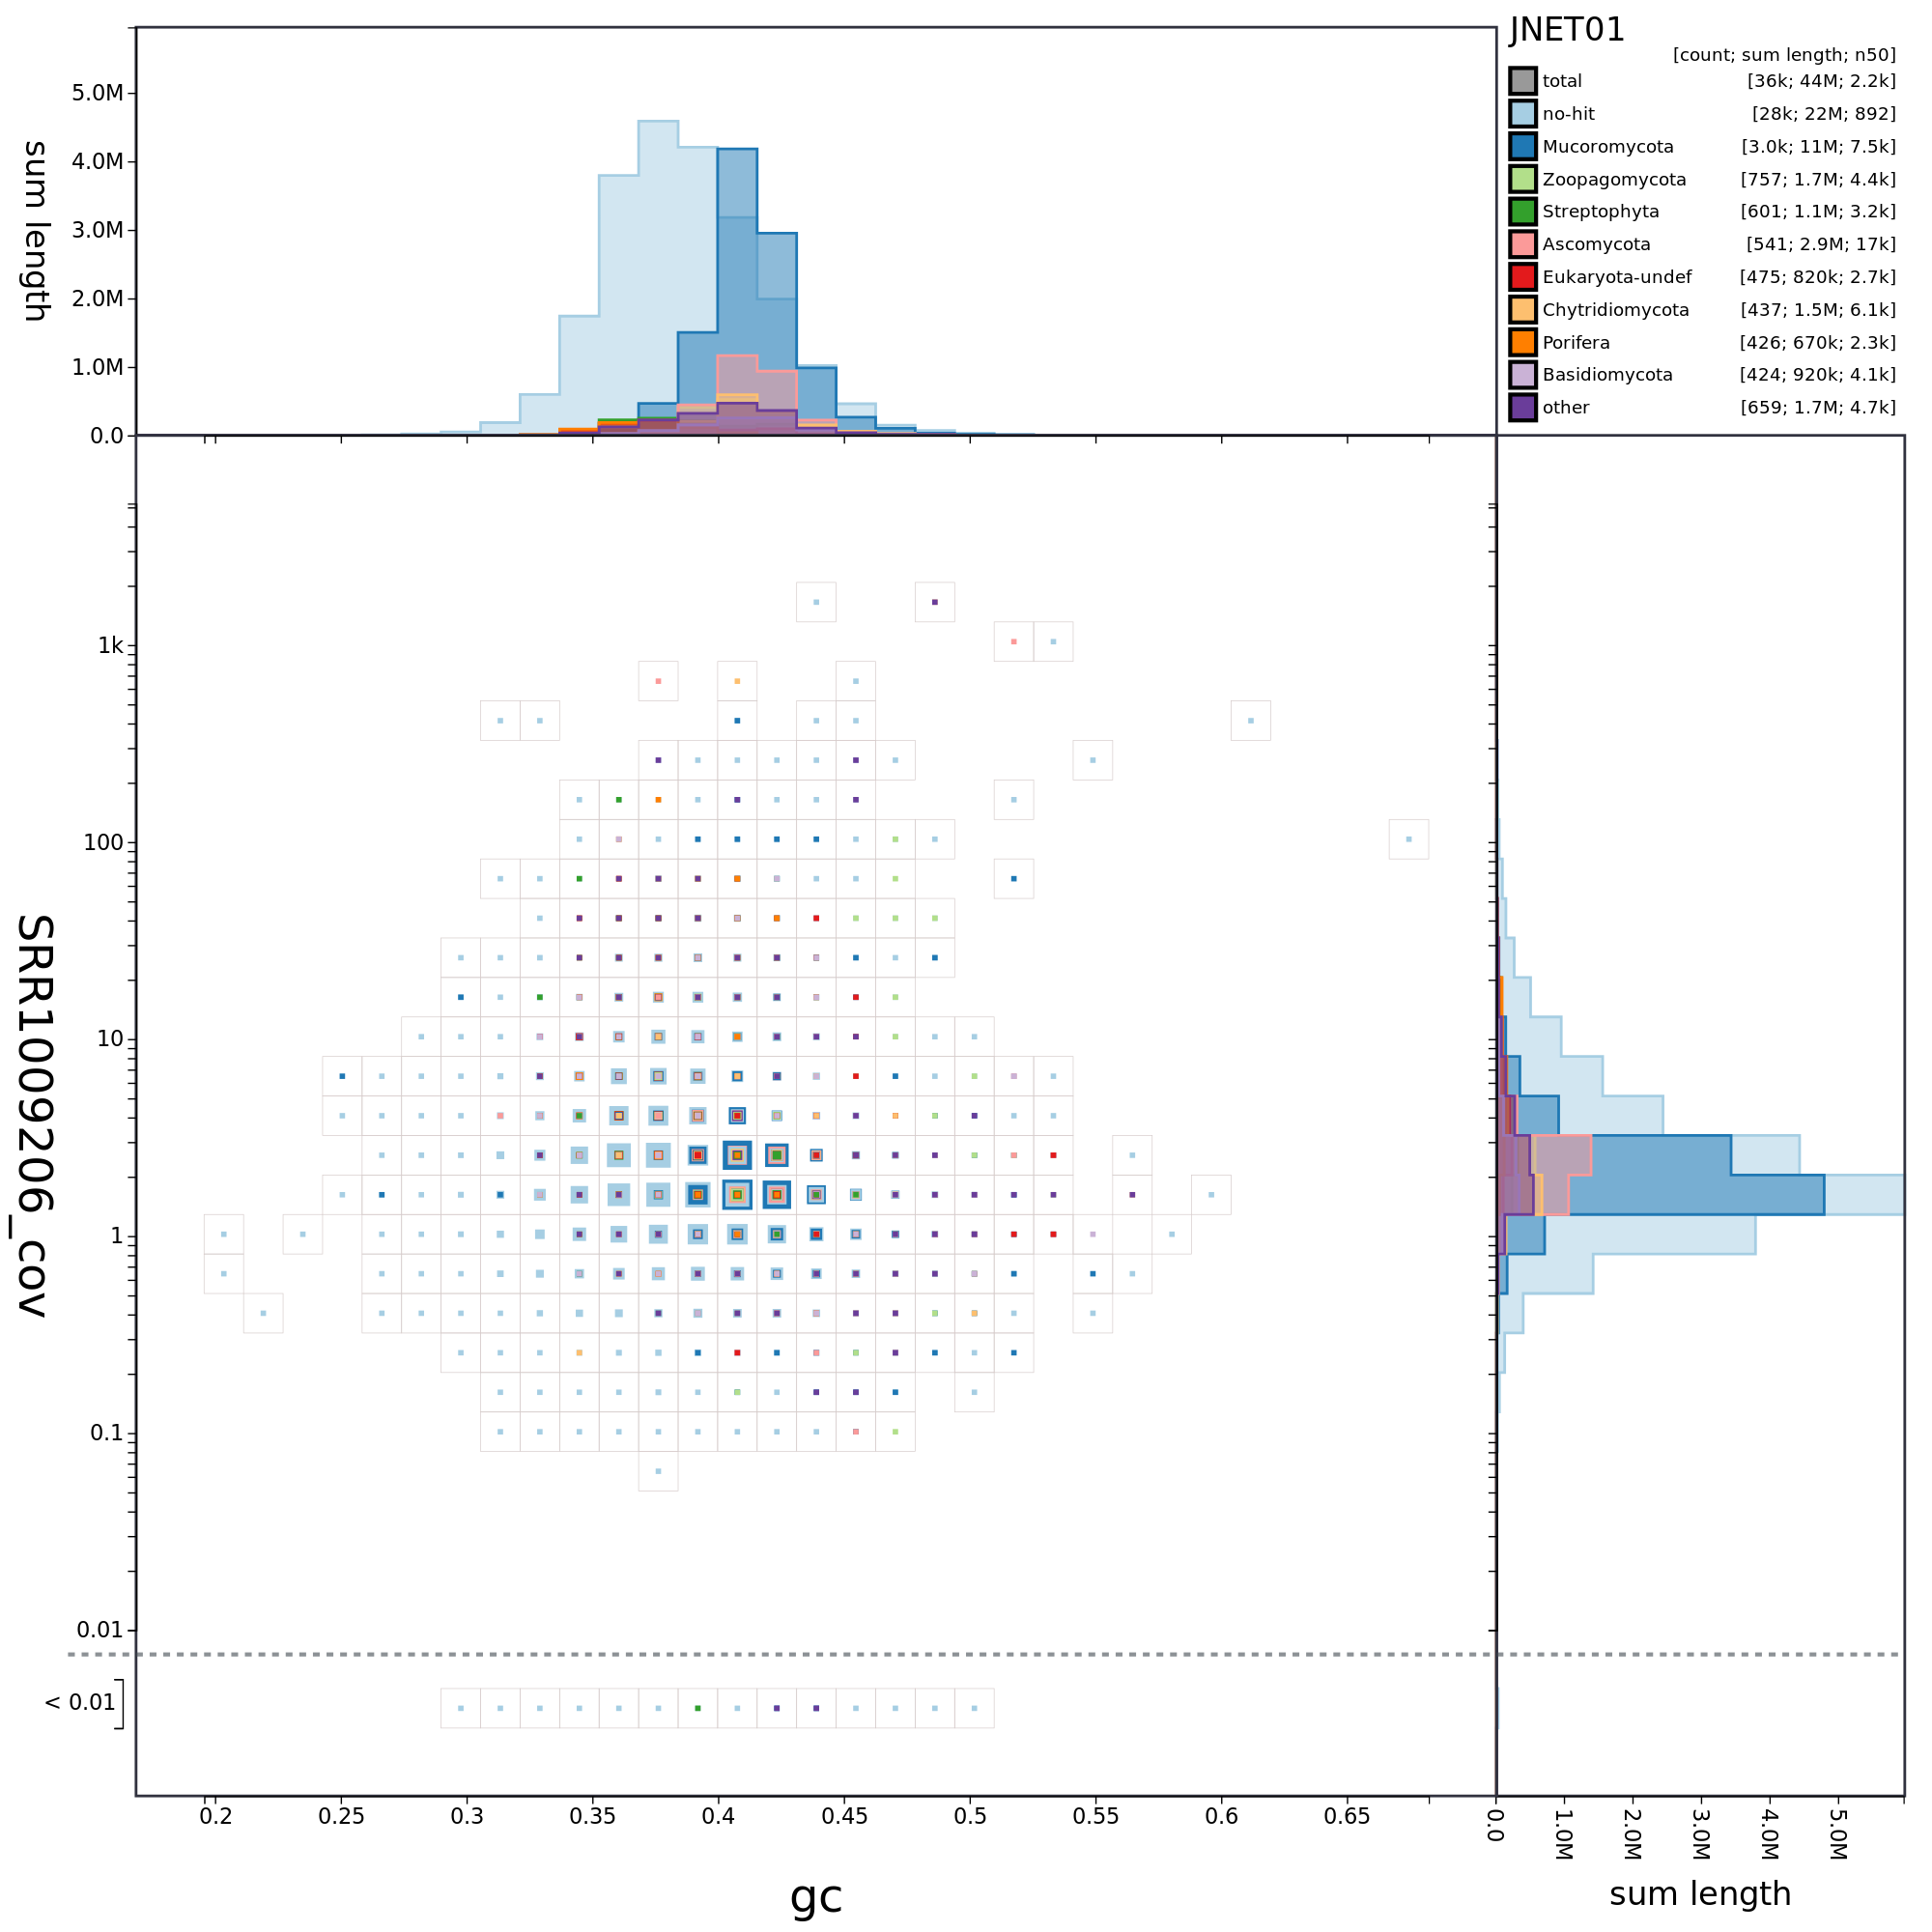 JNET01
[count; sum length; n50]
total [36k; 44M; 2.2k]
no-hit [28k; 22M; 892]
Mucoromycota [3.0k; 11M; 7.5k]
Zoopagomycota [757; 1.7M; 4.4k]
Streptophyta [601; 1.1M; 3.2k]
Ascomycota [541; 2.9M; 17k]
Eukaryota-undef [475; 820k; 2.7k]
Chytridiomycota [437; 1.5M; 6.1k]
Porifera [426; 670k; 2.3k]
Basidiomycota [424; 920k; 4.1k]
other [659; 1.7M; 4.7k]
sum length
5.0M
4.0M
3.0M
2.0M
1.0M
0.0
SRR1009206_cov
1k
100
10
1
0.1
0.01
< 0.01
0.2 0.25 0.3 0.35 0.4 0.45 0.5 0.55 0.6 0.65
gc
0.0 1.0M 2.0M 3.0M 4.0M 5.0M
sum length